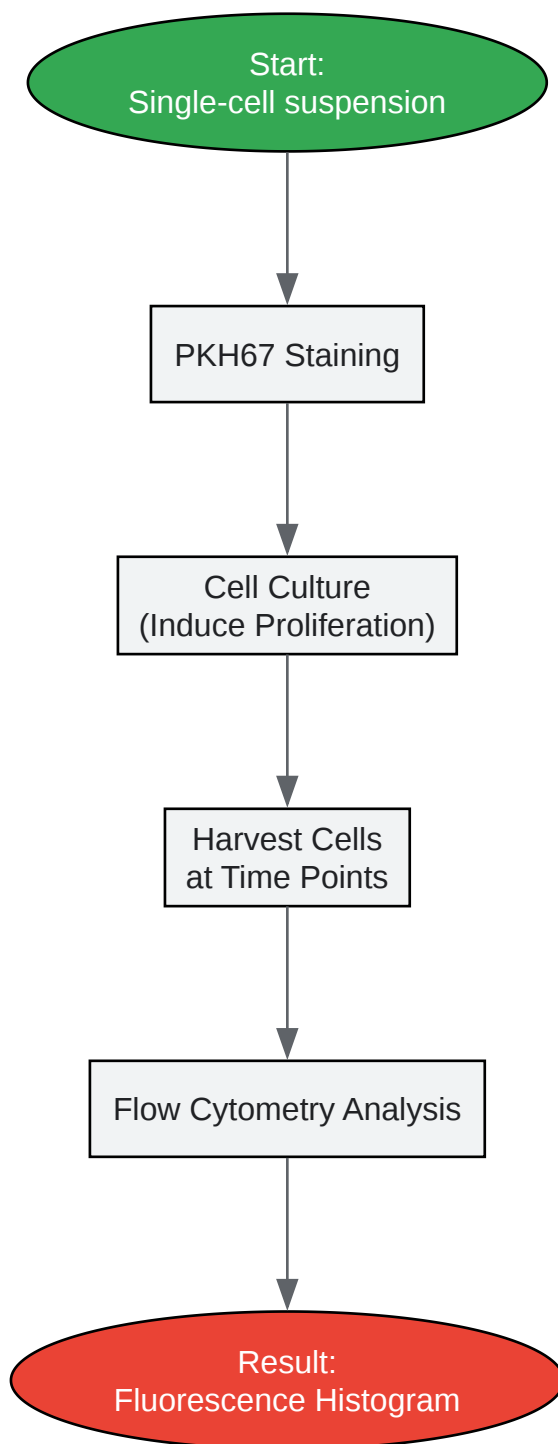 Start:
Single-cell suspension
PKH67 Staining
Cell Culture
(Induce Proliferation)
Harvest Cells
at Time Points
Flow Cytometry Analysis
Result:
Fluorescence Histogram